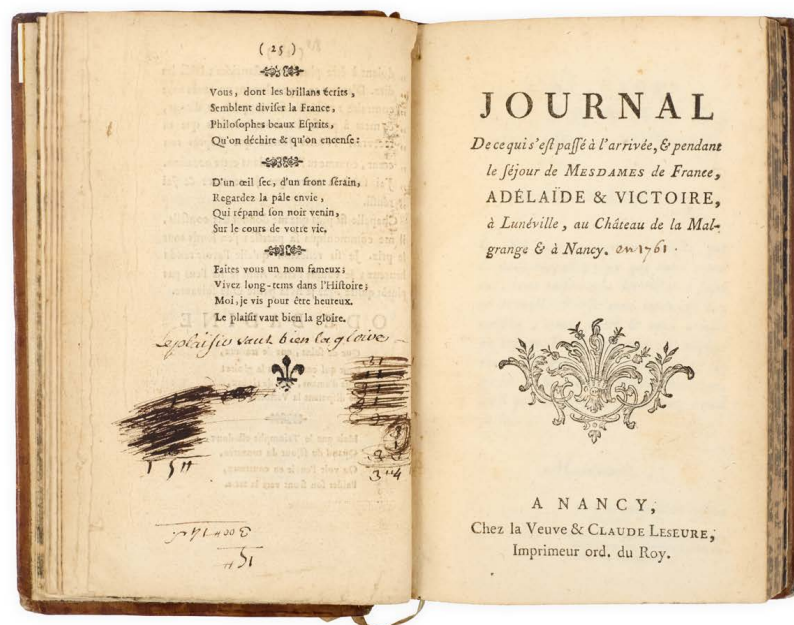 ( 25 )
Vous, dont les brillans écrits,
Semblent diviſer la France,
Philoſophes beaux Eſprits,
Qu'on déchire & qu'on encenſe:
D'un œil ſec, d'un front ſérain,
Regardez la pâle envie,
Qui répand ſon noir venin,
Sur le cours de votre vie.
Faites vous un nom fameux;
Vivez long-tems dans l'Hiſtoire;
Moi, je vis pour être heureux.
Le plaiſir vaut bien la gloire.
Le plaiſir vaut bien la gloire
JOURNAL
De ce qui s'eſt paſſé à l'arrivée, & pendant
le ſéjour de MESDAMES de France,
ADÉLAÏDE & VICTOIRE,
à Lunéville, au Château de la Mal-
grange & à Nancy. en 1761.
A NANCY,
Chez la Veuve & CLAUDE LESEURE,
Imprimeur ord. du Roy.